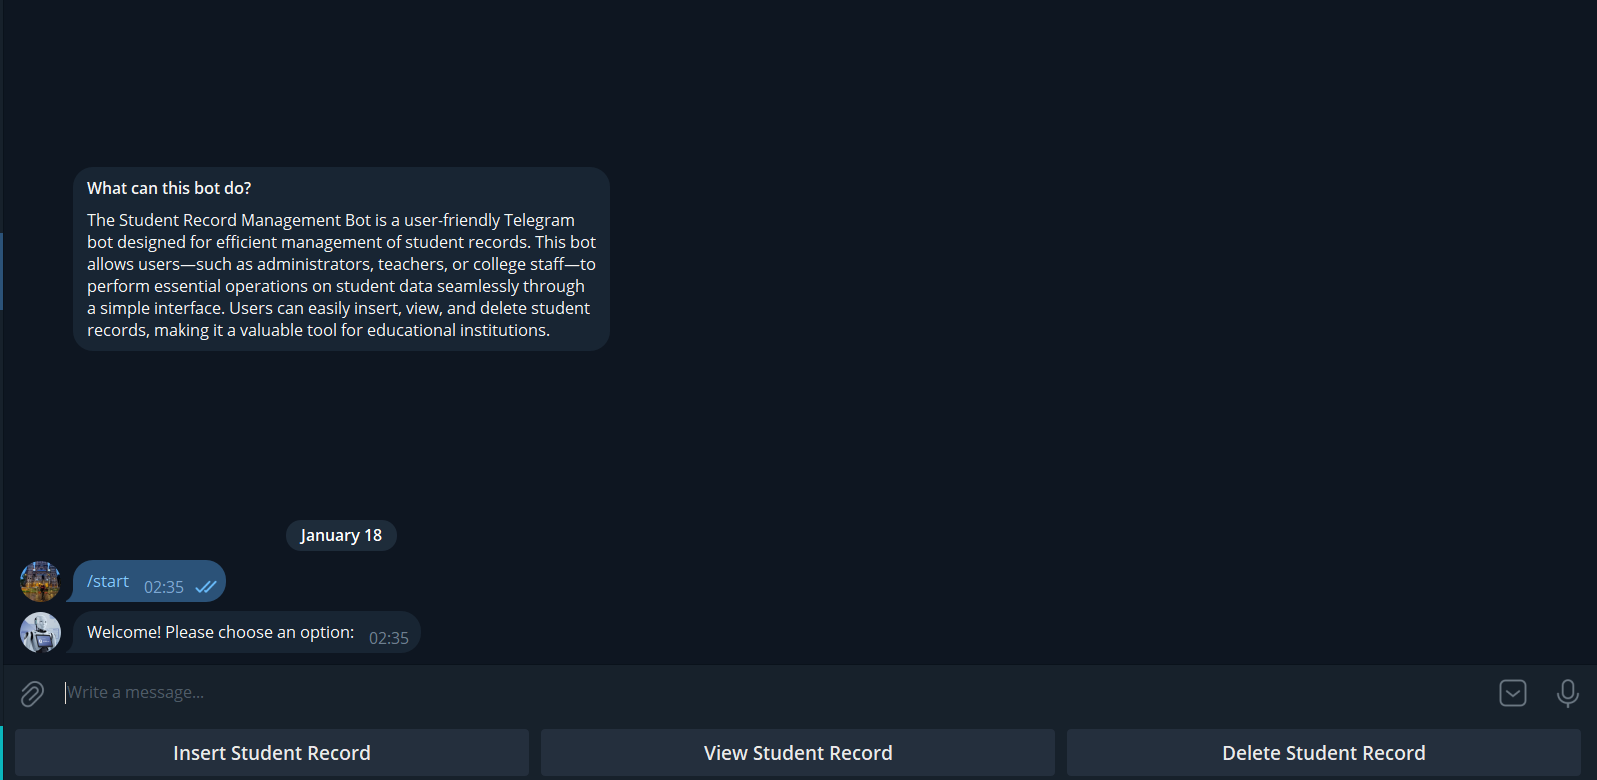 What can this bot do?
The Student Record Management Bot is a user-friendly Telegram
bot designed for efficient management of student records. This bot
allows users—such as administrators, teachers, or college staff—to
perform essential operations on student data seamlessly through
a simple interface. Users can easily insert, view, and delete student
records, making it a valuable tool for educational institutions.
January 18
/start 02:35
Welcome! Please choose an option: 02:35
Write a message...
Insert Student Record View Student Record Delete Student Record